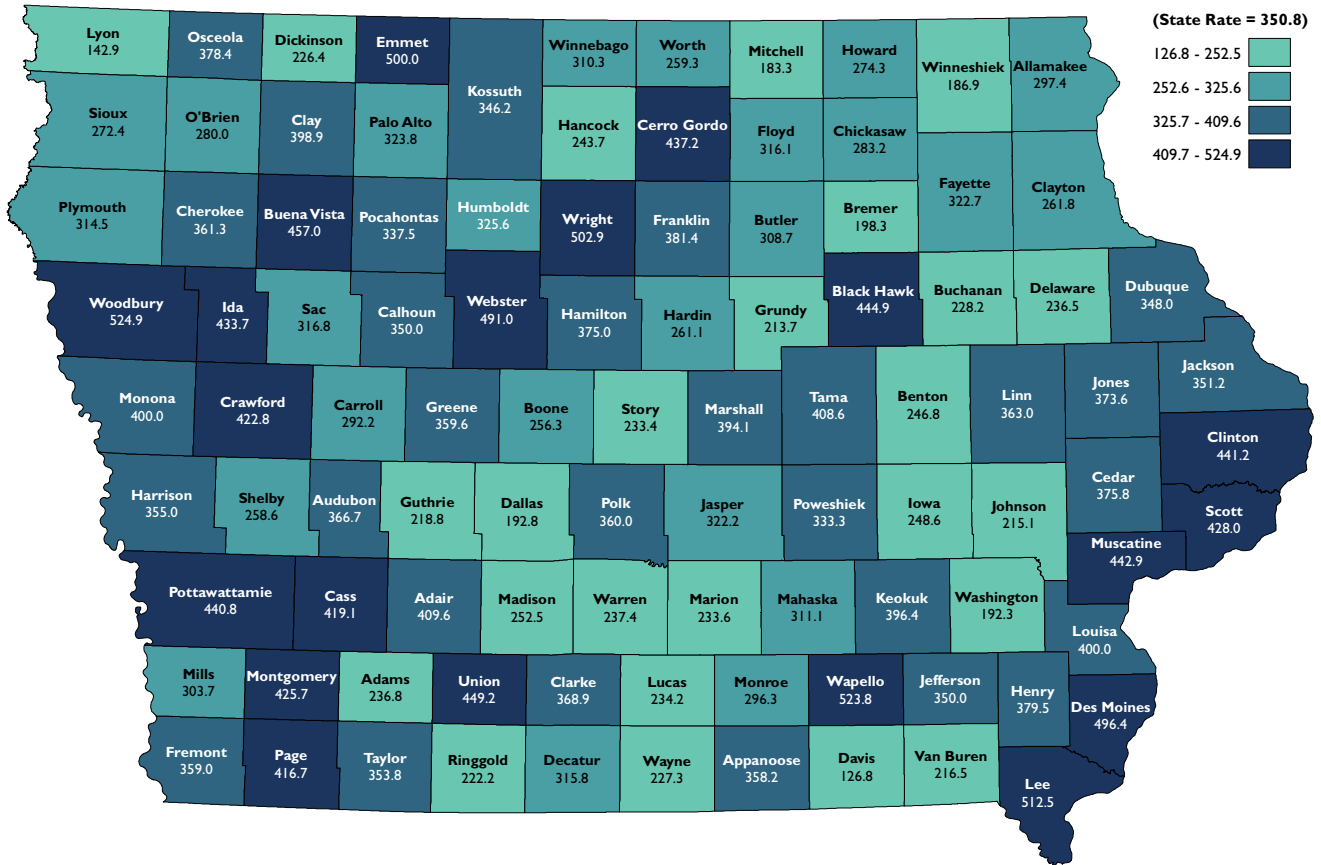 (State Rate = 350.8)
126.8 - 252.5
252.6 - 325.6
325.7 - 409.6
409.7 - 524.9
Lyon
142.9
Osceola
378.4
Dickinson
226.4
Emmet
500.0
Kossuth
346.2
Winnebago
310.3
Worth
259.3
Mitchell
183.3
Howard
274.3
Winneshiek
186.9
Allamakee
297.4
Sioux
272.4
O'Brien
280.0
Clay
398.9
Palo Alto
323.8
Hancock
243.7
Cerro Gordo
437.2
Floyd
316.1
Chickasaw
283.2
Plymouth
314.5
Cherokee
361.3
Buena Vista
457.0
Pocahontas
337.5
Humboldt
325.6
Wright
502.9
Franklin
381.4
Butler
308.7
Bremer
198.3
Fayette
322.7
Clayton
261.8
Woodbury
524.9
Ida
433.7
Sac
316.8
Calhoun
350.0
Webster
491.0
Hamilton
375.0
Hardin
261.1
Grundy
213.7
Black Hawk
444.9
Buchanan
228.2
Delaware
236.5
Dubuque
348.0
Monona
400.0
Crawford
422.8
Carroll
292.2
Greene
359.6
Boone
256.3
Story
233.4
Marshall
394.1
Tama
408.6
Benton
246.8
Linn
363.0
Jones
373.6
Jackson
351.2
Clinton
441.2
Harrison
355.0
Shelby
258.6
Audubon
366.7
Guthrie
218.8
Dallas
192.8
Polk
360.0
Jasper
322.2
Poweshiek
333.3
Iowa
248.6
Johnson
215.1
Cedar
375.8
Scott
428.0
Muscatine
442.9
Pottawattamie
440.8
Cass
419.1
Adair
409.6
Madison
252.5
Warren
237.4
Marion
233.6
Mahaska
311.1
Keokuk
396.4
Washington
192.3
Louisa
400.0
Mills
303.7
Montgomery
425.7
Adams
236.8
Union
449.2
Clarke
368.9
Lucas
234.2
Monroe
296.3
Wapello
523.8
Jefferson
350.0
Henry
379.5
Des Moines
496.4
Fremont
359.0
Page
416.7
Taylor
353.8
Ringgold
222.2
Decatur
315.8
Wayne
227.3
Appanoose
358.2
Davis
126.8
Van Buren
216.5
Lee
512.5